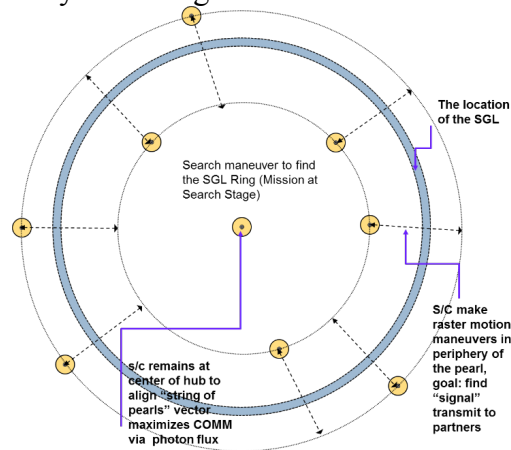 The location
of the SGL
Search maneuver to find
the SGL Ring (Mission at
Search Stage)
S/C make
raster motion
maneuvers in
periphery of
the pearl,
goal: find
“signal”
transmit to
partners
s/c remains at
center of hub to
align “string of
pearls” vector
maximizes COMM
via photon flux